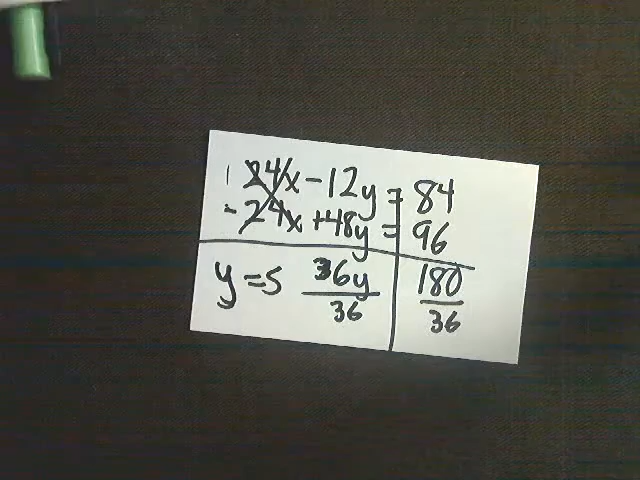 24x - 12y = 84
-24x + 48y = 96
y = 5 36y/36 180/36